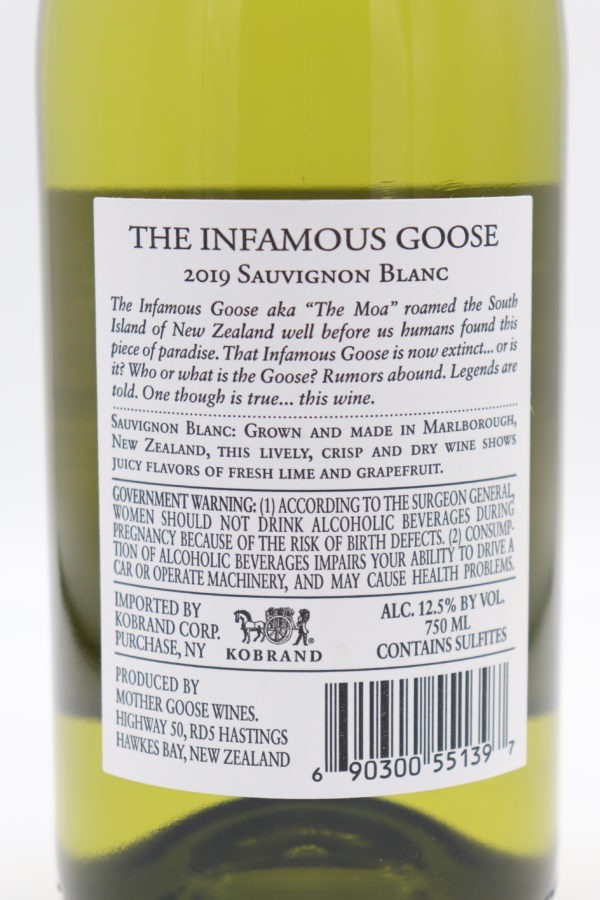 THE INFAMOUS GOOSE
2019 SAUVIGNON BLANC
The Infamous Goose aka “The Moa” roamed the South
Island of New Zealand well before us humans found this
piece of paradise. That Infamous Goose is now extinct... or is
it? Who or what is the Goose? Rumors abound. Legends are
told. One though is true... this wine.
SAUVIGNON BLANC: GROWN AND MADE IN MARLBOROUGH,
NEW ZEALAND, THIS LIVELY, CRISP AND DRY WINE SHOWS
JUICY FLAVORS OF FRESH LIME AND GRAPEFRUIT.
GOVERNMENT WARNING: (1) ACCORDING TO THE SURGEON GENERAL,
WOMEN SHOULD NOT DRINK ALCOHOLIC BEVERAGES DURING
PREGNANCY BECAUSE OF THE RISK OF BIRTH DEFECTS. (2) CONSUMP-
TION OF ALCOHOLIC BEVERAGES IMPAIRS YOUR ABILITY TO DRIVE A
CAR OR OPERATE MACHINERY, AND MAY CAUSE HEALTH PROBLEMS.
IMPORTED BY
KOBRAND CORP.
PURCHASE, NY
KOBRAND
ALC. 12.5% BY VOL.
750 ML
CONTAINS SULFITES
PRODUCED BY
MOTHER GOOSE WINES.
HIGHWAY 50, RD5 HASTINGS
HAWKES BAY, NEW ZEALAND
6 90300 55139 7